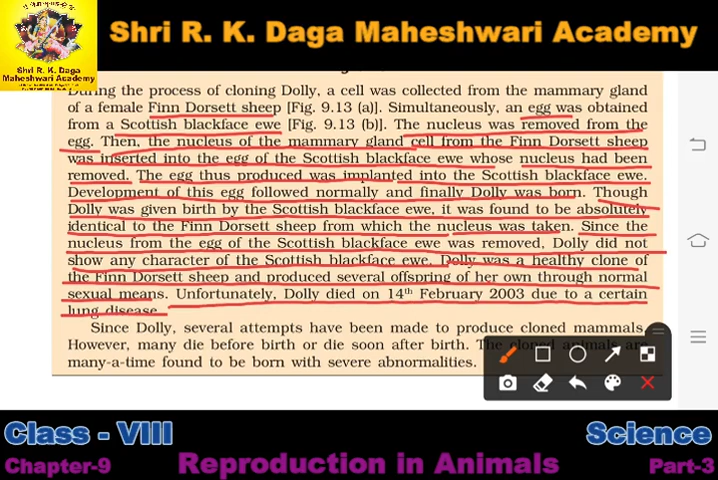 Shri R. K. Daga Maheshwari Academy
Shri R. K. Daga
Maheshwari Academy
During the process of cloning Dolly, a cell was collected from the mammary gland
of a female Finn Dorsett sheep [Fig. 9.13 (a)]. Simultaneously, an egg was obtained
from a Scottish blackface ewe [Fig. 9.13 (b)]. The nucleus was removed from the
egg. Then, the nucleus of the mammary gland cell from the Finn Dorsett sheep
was inserted into the egg of the Scottish blackface ewe whose nucleus had been
removed. The egg thus produced was implanted into the Scottish blackface ewe.
Development of this egg followed normally and finally Dolly was born. Though
Dolly was given birth by the Scottish blackface ewe, it was found to be absolutely
identical to the Finn Dorsett sheep from which the nucleus was taken. Since the
nucleus from the egg of the Scottish blackface ewe was removed, Dolly did not
show any character of the Scottish blackface ewe. Dolly was a healthy clone of
the Finn Dorsett sheep and produced several offspring of her own through normal
sexual means. Unfortunately, Dolly died on 14th February 2003 due to a certain
lung disease.
Since Dolly, several attempts have been made to produce cloned mammals.
However, many die before birth or die soon after birth. The cloned animals are
many-a-time found to be born with severe abnormalities.
Class - VIII
Science
Chapter-9
Reproduction in Animals
Part-3